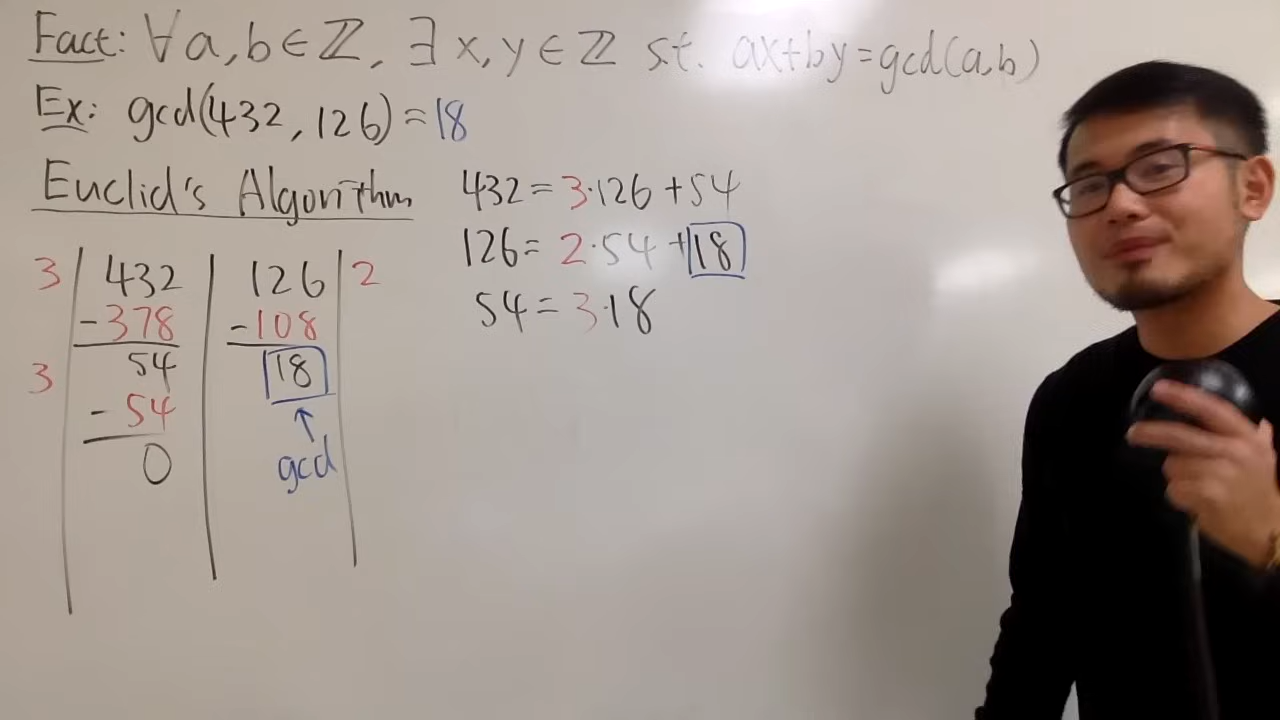 Fact: ∀a,b∈ℤ, ∃x,y∈ℤ s.t. ax+by=gcd(a,b)
Ex: gcd(432,126)=18
Euclid's Algorithm
432=3·126+54
126=2·54+18
54=3·18
3 432 126 2
-378 -108
3 54 18
-54
0 gcd